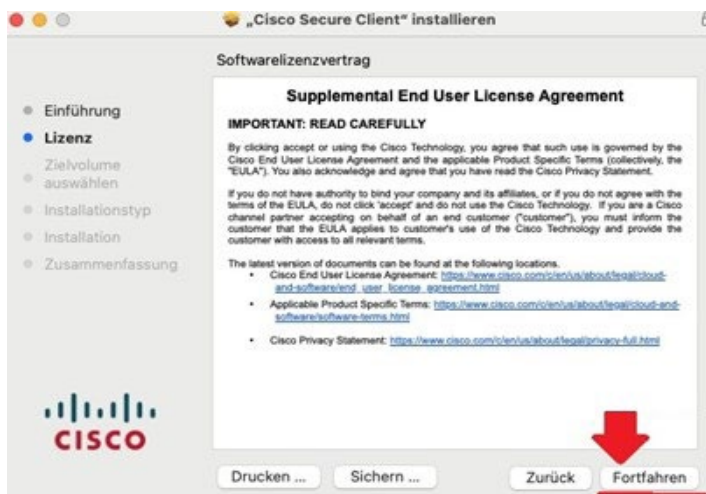 „Cisco Secure Client“ installieren
Softwarelizenzvertrag
Einführung
Lizenz
Zielvolume
auswählen
Installationstyp
Installation
Zusammenfassung
Supplemental End User License Agreement
IMPORTANT: READ CAREFULLY
By clicking accept or using the Cisco Technology, you agree that such use is governed by the
Cisco End User License Agreement and the applicable Product Specific Terms (collectively, the
"EULA"). You also acknowledge and agree that you have read the Cisco Privacy Statement.
If you do not have authority to bind your company and its affiliates, or if you do not agree with the
terms of the EULA, do not click 'accept' and do not use the Cisco Technology. If you are a Cisco
channel partner accepting on behalf of an end customer ("customer"), you must inform the
customer that the EULA applies to customer's use of the Cisco Technology and provide the
customer with access to all relevant terms.
The latest version of documents can be found at the following locations.
• Cisco End User License Agreement: https://www.cisco.com/c/en/us/about/legal/cloud-
and-software/end_user_license_agreement.html
• Applicable Product Specific Terms: https://www.cisco.com/c/en/us/about/legal/cloud-and-
software/software-terms.html
• Cisco Privacy Statement: https://www.cisco.com/c/en/us/about/legal/privacy-full.html
CISCO
Drucken ... Sichern ... Zurück Fortfahren